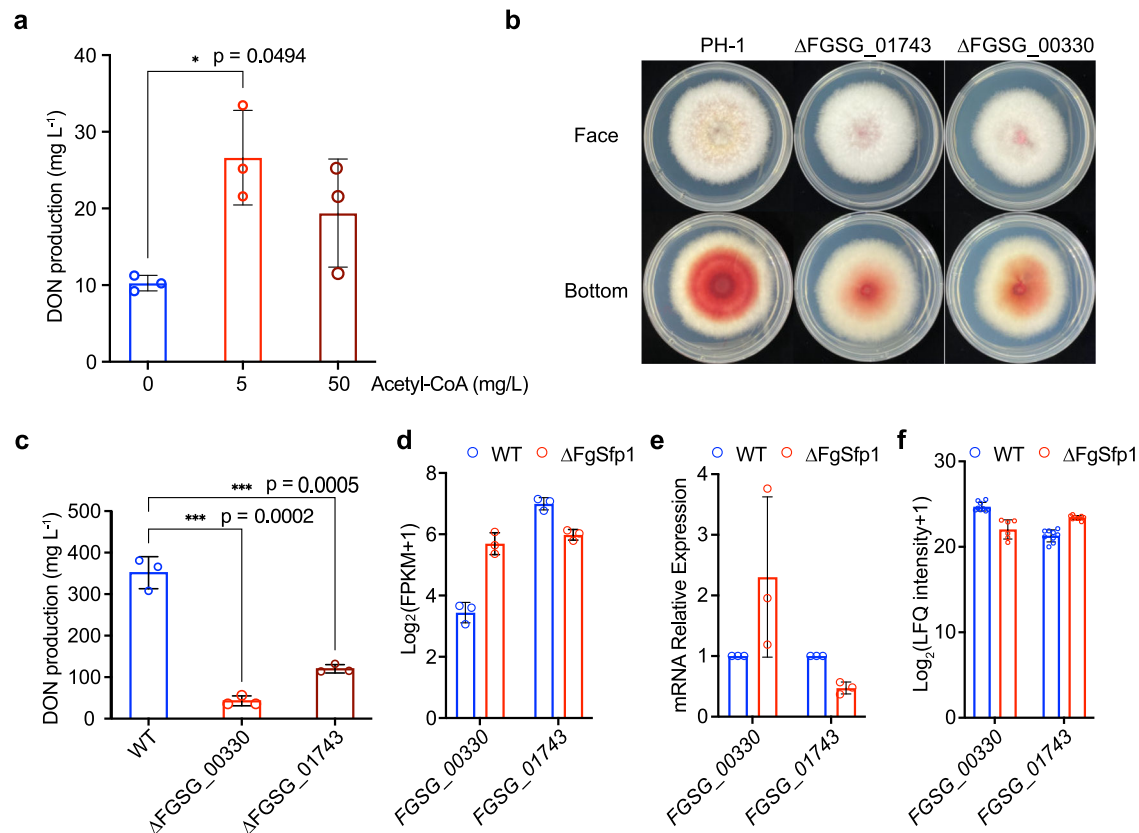 a
DON production (mg L⁻¹)
40
30
20
10
0
* p = 0.0494
0 5 50 Acetyl-CoA (mg/L)
b
PH-1 ΔFGSG_01743 ΔFGSG_00330
Face
Bottom
c
DON production (mg L⁻¹)
500
400
300
200
100
0
*** p = 0.0005
*** p = 0.0002
WT
ΔFGSG_00330
ΔFGSG_01743
d
WT ΔFgSfp1
Log₂(FPKM+1)
8
6
4
2
0
FGSG_00330
FGSG_01743
e
WT ΔFgSfp1
mRNA Relative Expression
4
3
2
1
0
FGSG_00330
FGSG_01743
f
WT ΔFgSfp1
Log₂(LFQ intensity+1)
30
20
10
0
FGSG_00330
FGSG_01743